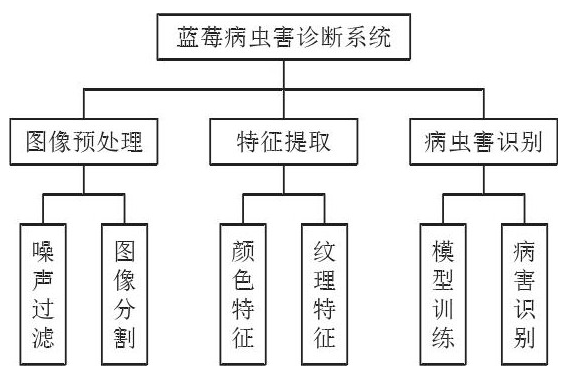 蓝莓病虫害诊断系统
图像预处理
特征提取
病虫害识别
噪声过滤
图像分割
颜色特征
纹理特征
模型训练
病害识别